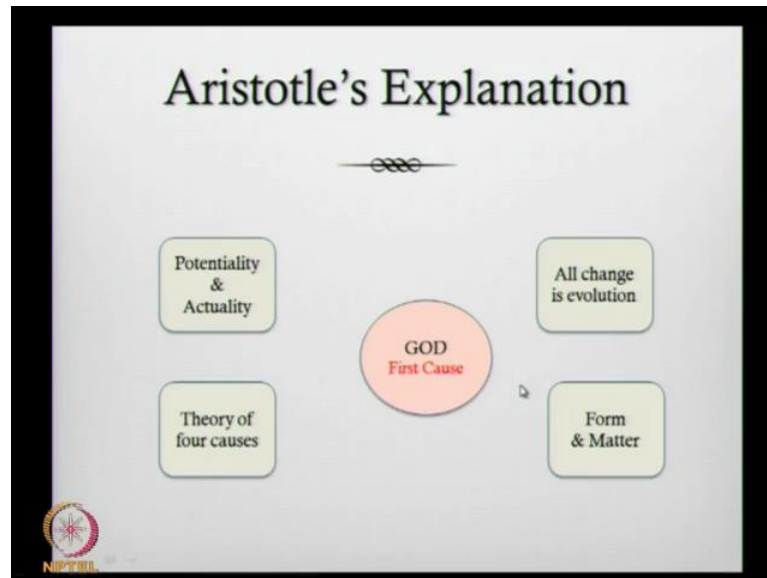 Aristotle's Explanation
Potentiality
&
Actuality
All change
is evolution
GOD
First Cause
Theory of
four causes
Form
& Matter
NPTEL